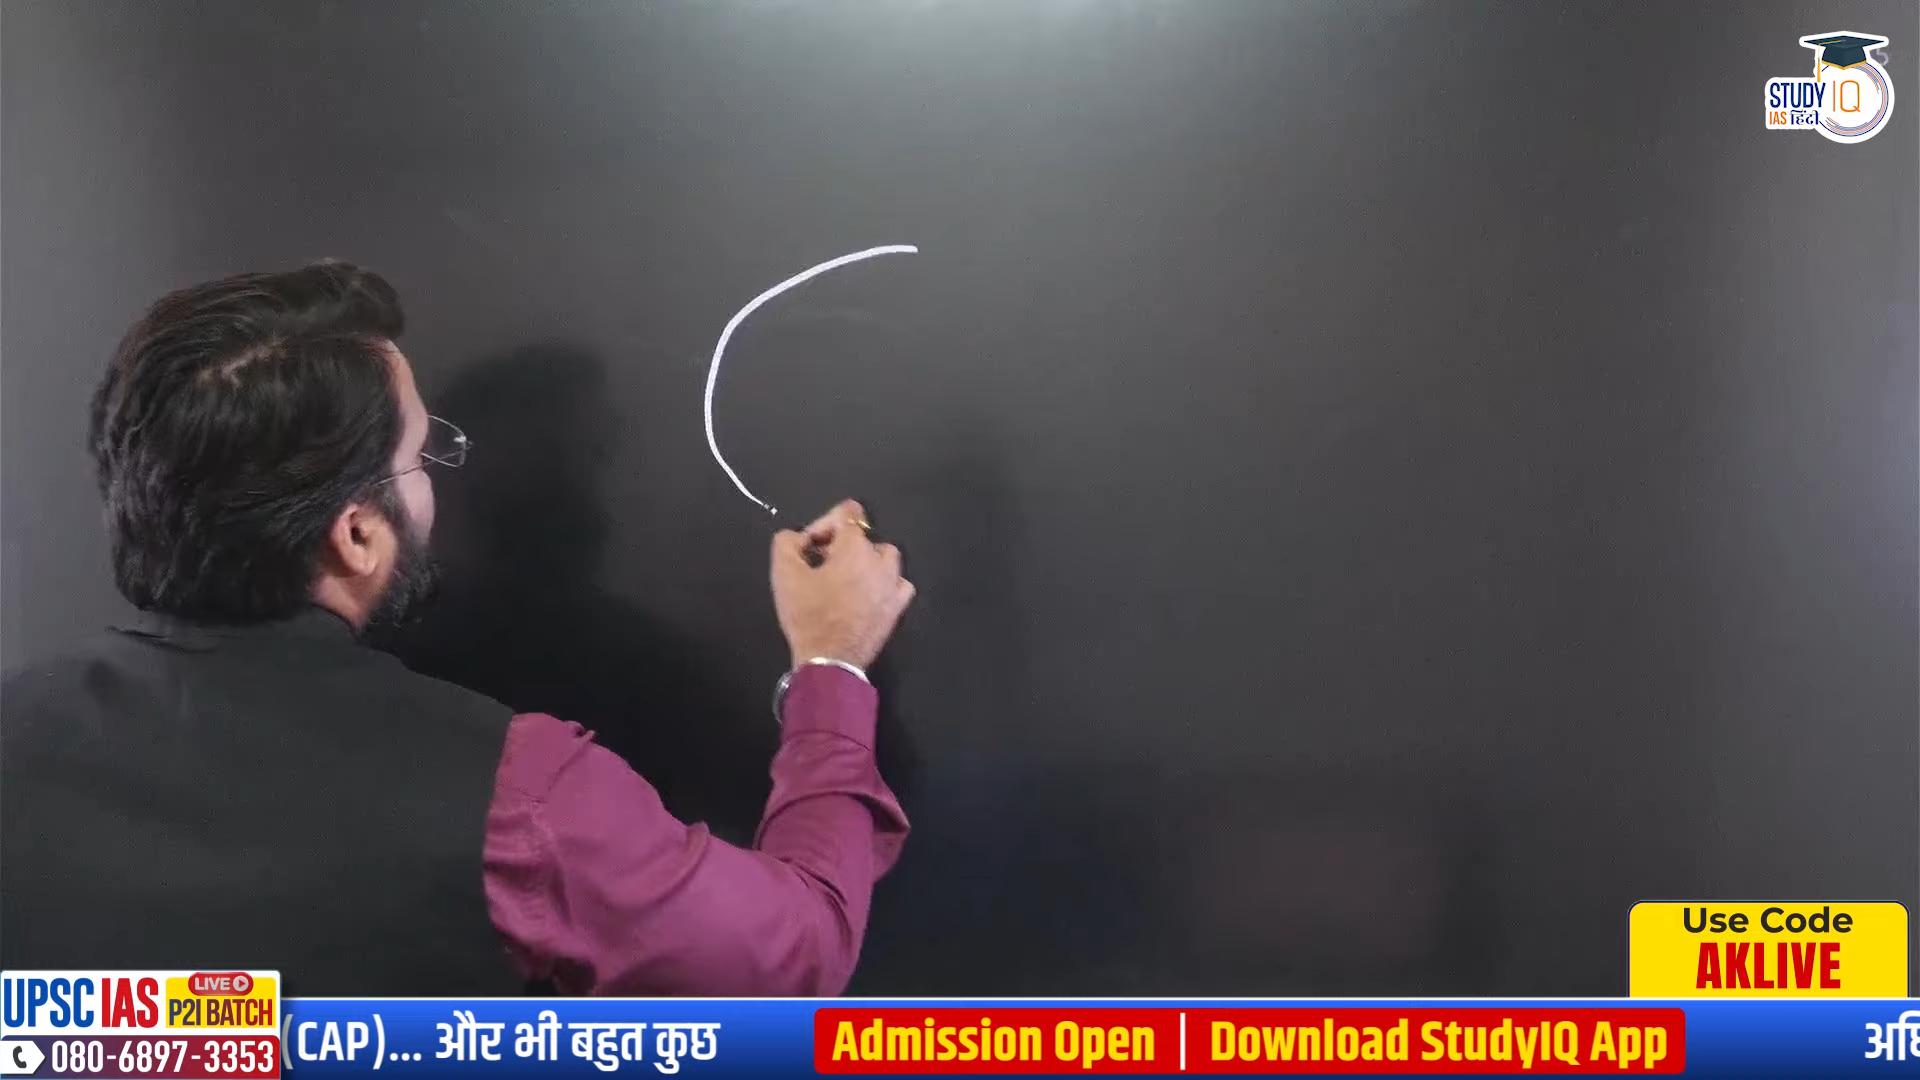 STUDY IQ
IAS हिंदी
Use Code
AKLIVE
UPSC IAS LIVE P2I BATCH
080-6897-3353
(CAP)... और भी बहुत कुछ
Admission Open | Download StudyIQ App